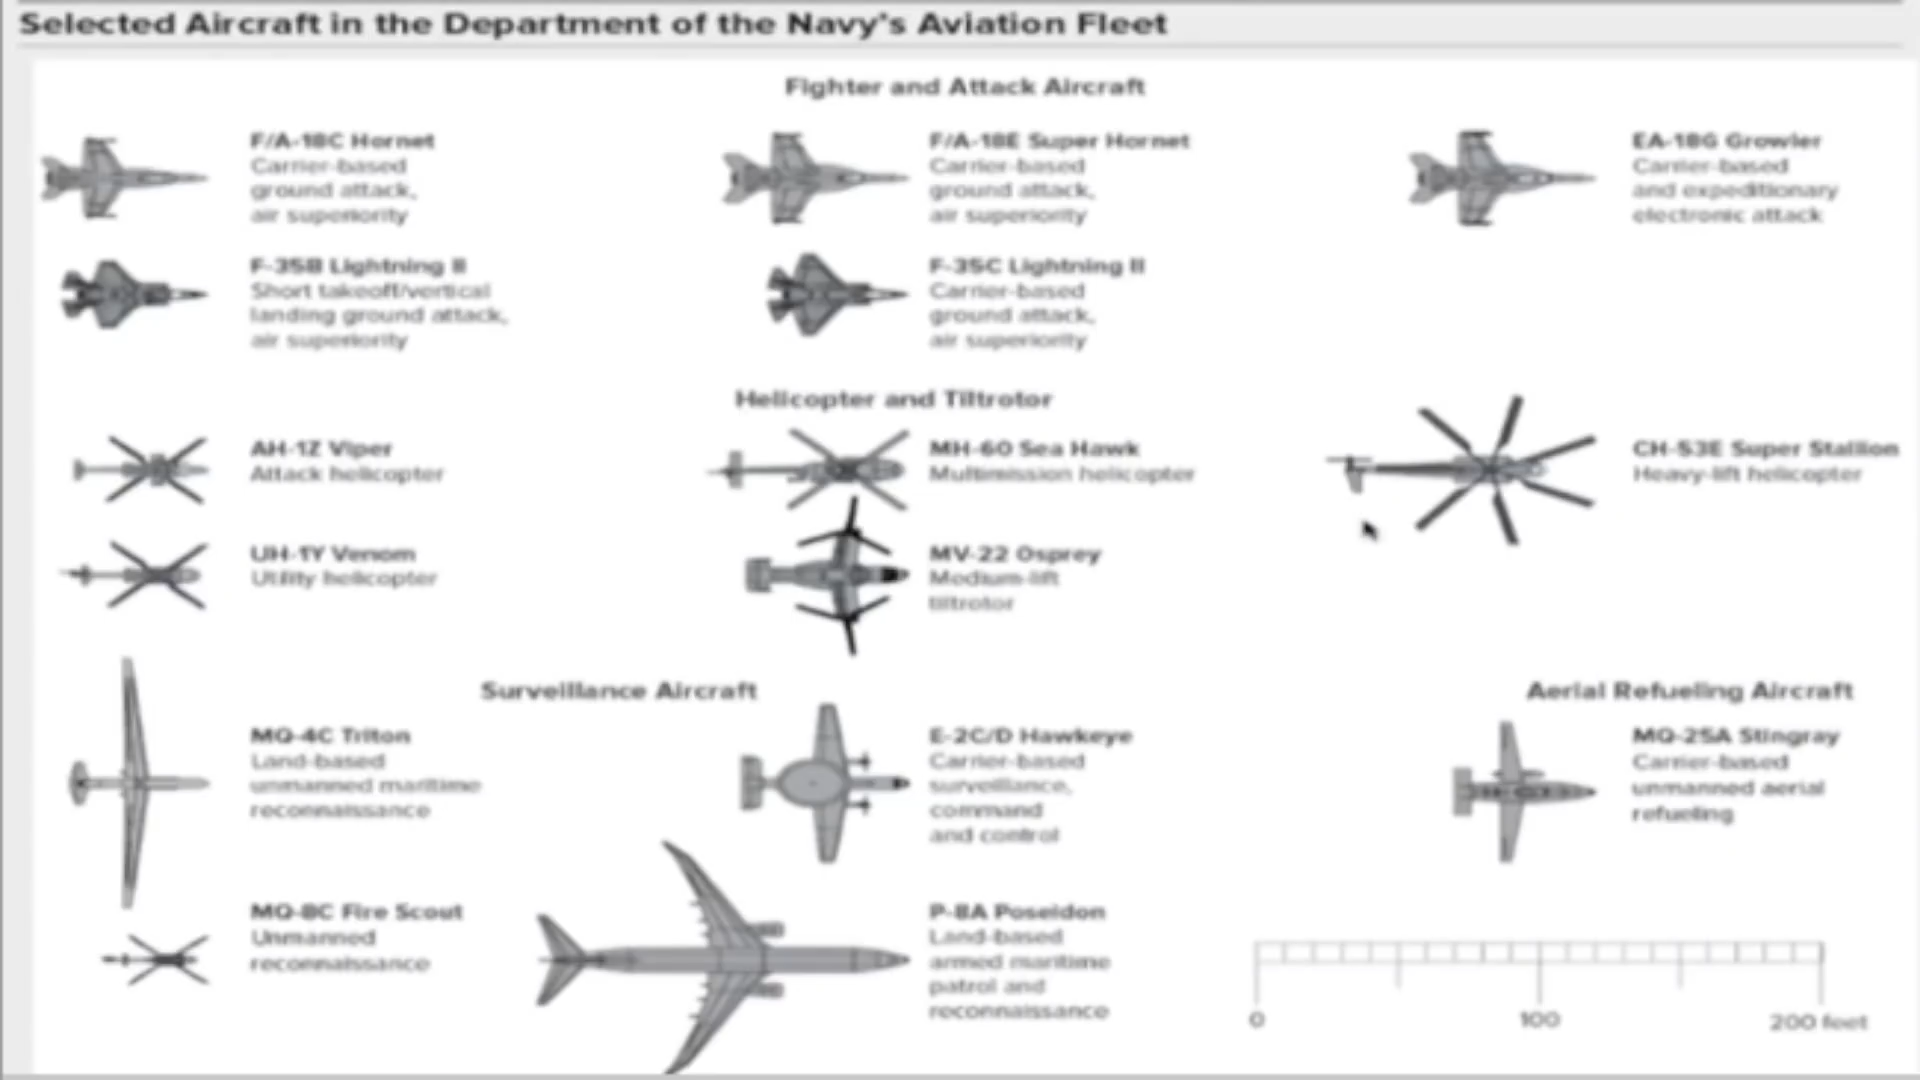 Selected Aircraft in the Department of the Navy's Aviation Fleet
Fighter and Attack Aircraft
F/A-18C Hornet
Carrier-based
ground attack,
air superiority
F/A-18E Super Hornet
Carrier-based
ground attack,
air superiority
EA-18G Growler
Carrier-based
and expeditionary
electronic attack
F-35B Lightning II
Short takeoff/vertical
landing ground attack,
air superiority
F-35C Lightning II
Carrier-based
ground attack,
air superiority
Helicopter and Tiltrotor
AH-1Z Viper
Attack helicopter
MH-60 Sea Hawk
Multimission helicopter
CH-53E Super Stallion
Heavy-lift helicopter
UH-1Y Venom
Utility helicopter
MV-22 Osprey
Medium-lift
tiltrotor
Surveillance Aircraft
MQ-4C Triton
Land-based
unmanned maritime
reconnaissance
E-2C/D Hawkeye
Carrier-based
surveillance,
command
and control
Aerial Refueling Aircraft
MQ-25A Stingray
Carrier-based
unmanned aerial
refueling
MQ-8C Fire Scout
Unmanned
reconnaissance
P-8A Poseidon
Land-based
armed maritime
patrol and
reconnaissance
0 100 200 feet